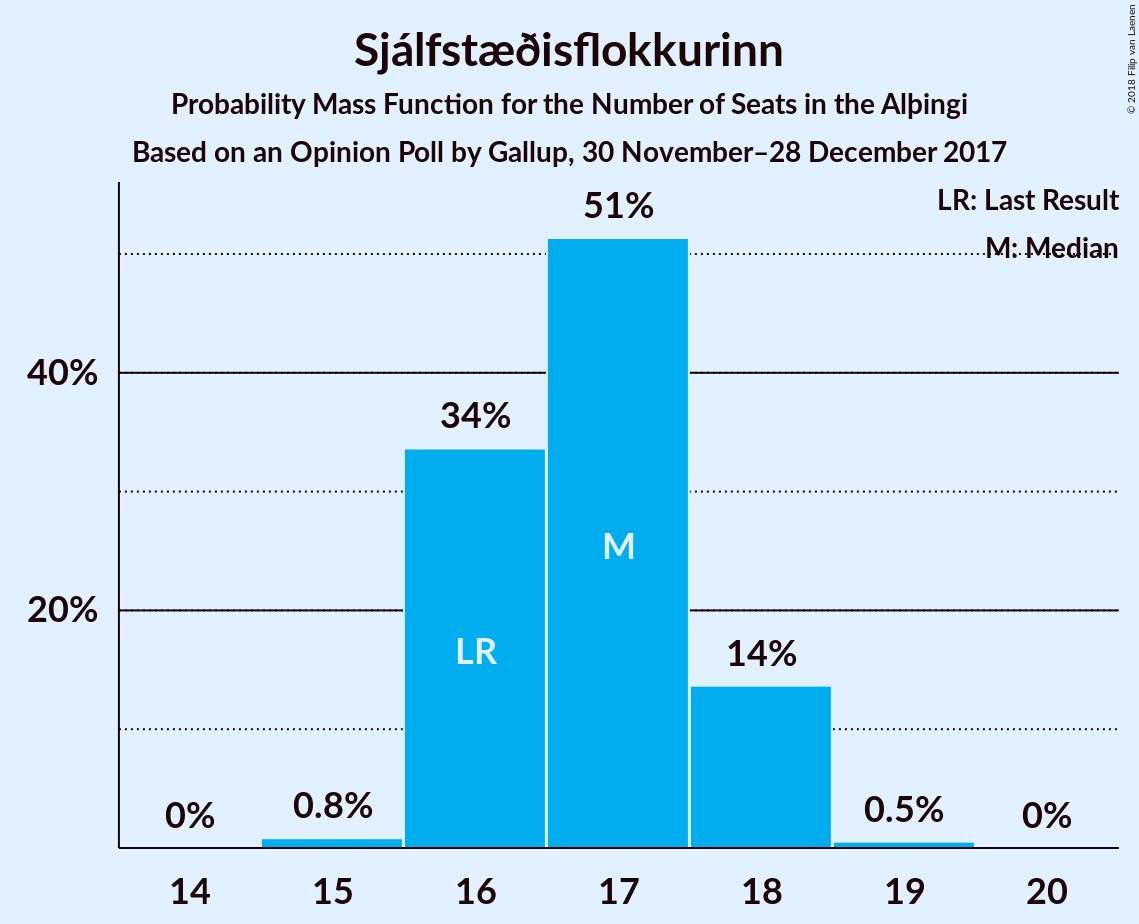 Sjálfstæðisflokkurinn
Probability Mass Function for the Number of Seats in the Alþingi
Based on an Opinion Poll by Gallup, 30 November–28 December 2017
© 2018 Filip van Laenen
LR: Last Result
M: Median
51%
40%
34%
M
20%
LR
14%
0%
0.8%
0.5%
0%
14 15 16 17 18 19 20